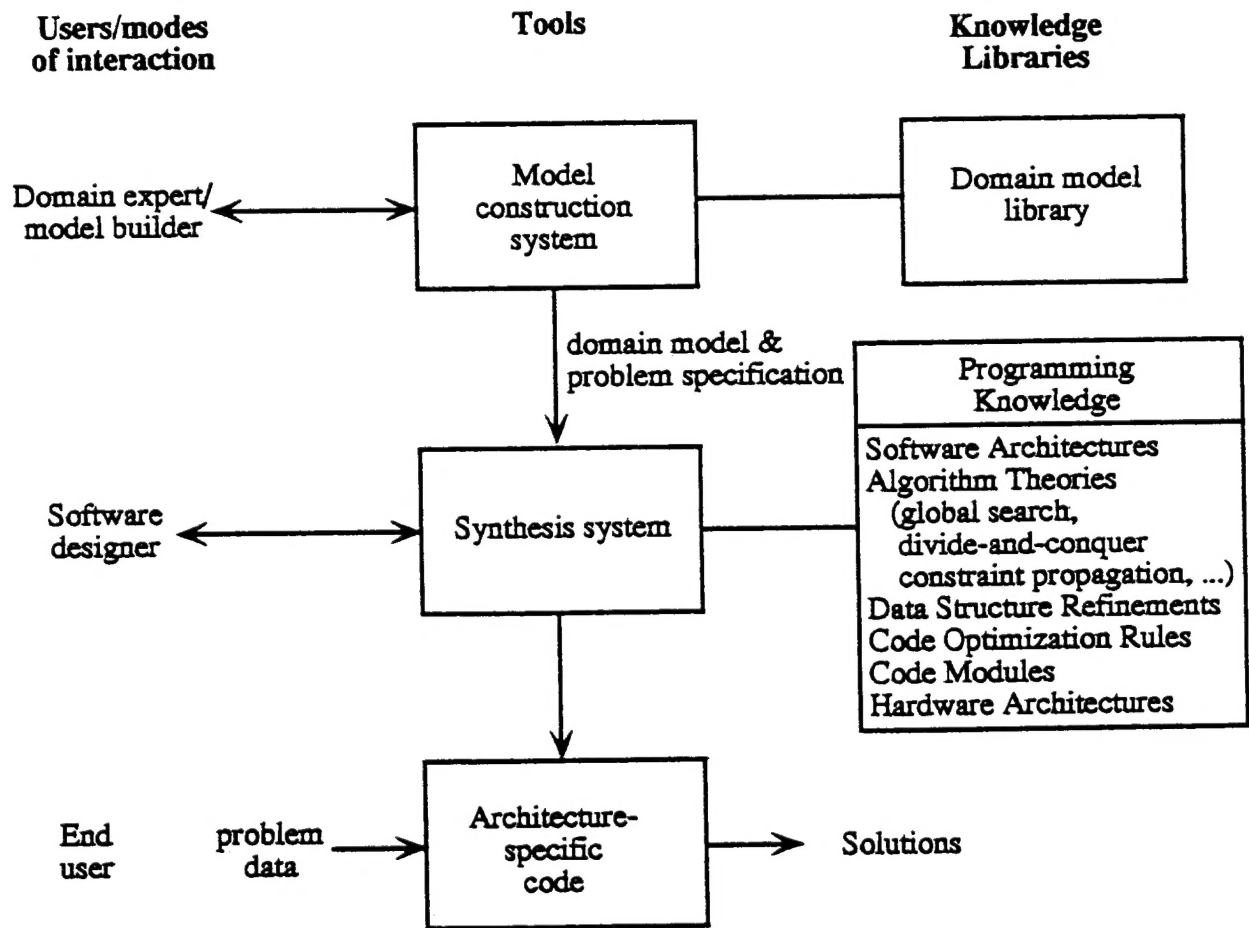 Users/modes
of interaction
Tools
Knowledge
Libraries
Domain expert/
model builder
Model
construction
system
Domain model
library
domain model &
problem specification
Programming
Knowledge
Software Architectures
Algorithm Theories
(global search,
divide-and-conquer
constraint propagation, ...)
Data Structure Refinements
Code Optimization Rules
Code Modules
Hardware Architectures
Software
designer
Synthesis system
End
user
problem
data
Architecture-
specific
code
Solutions